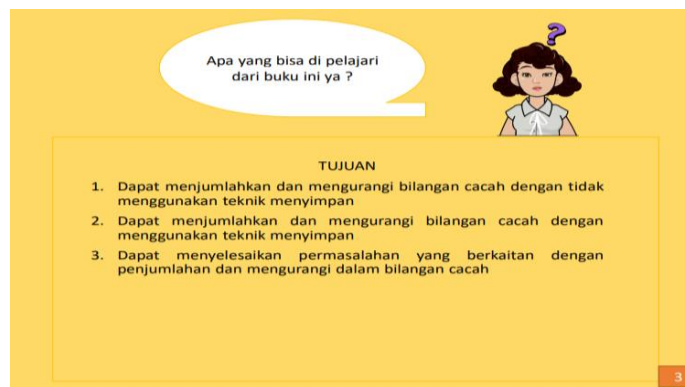 Apa yang bisa di pelajari
dari buku ini ya ?
?
TUJUAN
1. Dapat menjumlahkan dan mengurangi bilangan cacah dengan tidak
menggunakan teknik menyimpan
2. Dapat menjumlahkan dan mengurangi bilangan cacah dengan
menggunakan teknik menyimpan
3. Dapat menyelesaikan permasalahan yang berkaitan dengan
penjumlahan dan mengurangi dalam bilangan cacah
3